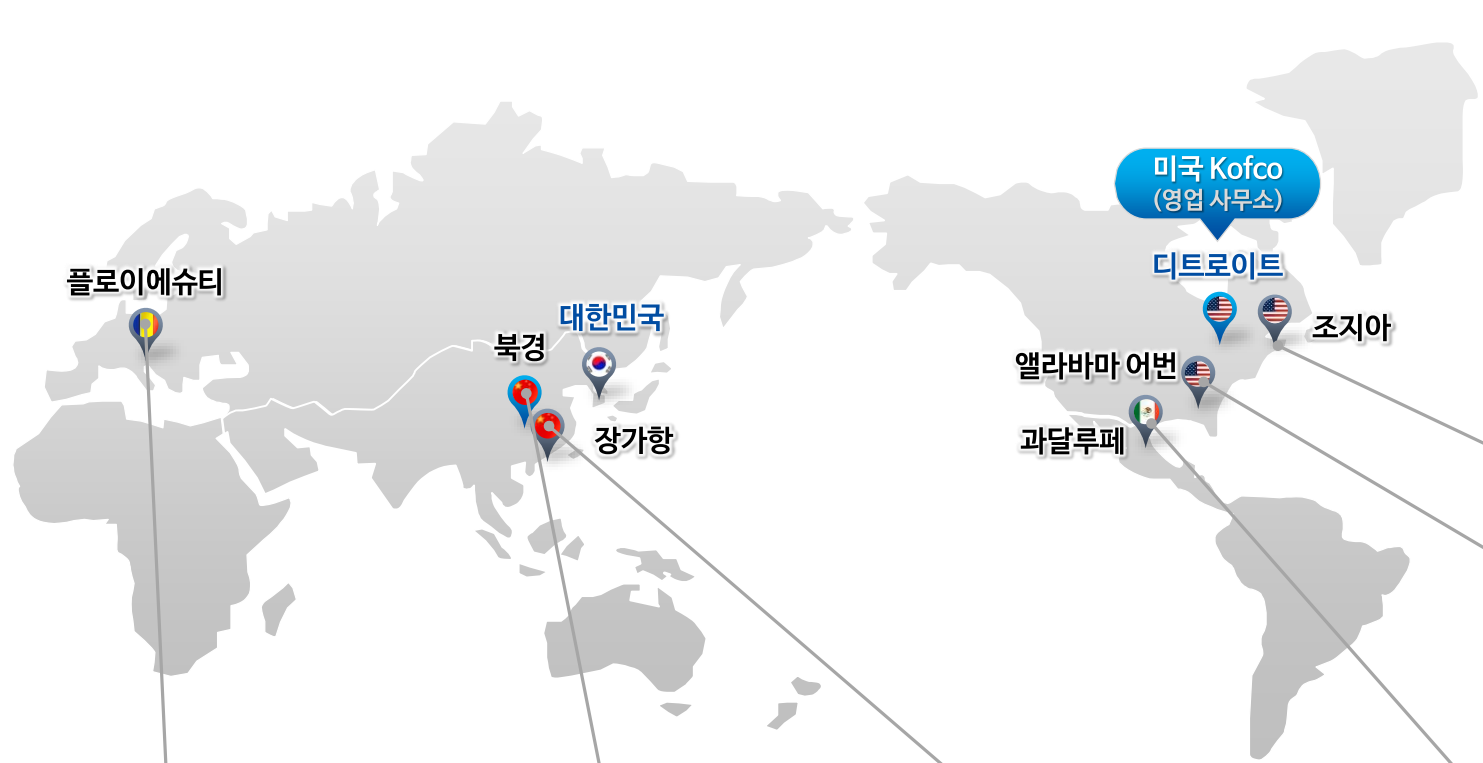 미국 Kofco
(영업 사무소)
디트로이트
플로이에슈티
대한민국
북경
조지아
앨라바마 어번
장가항
과달루페